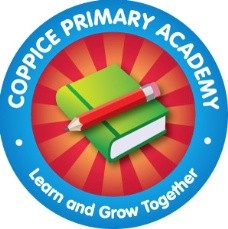 COPPICE PRIMARY ACADEMY
Learn and Grow Together